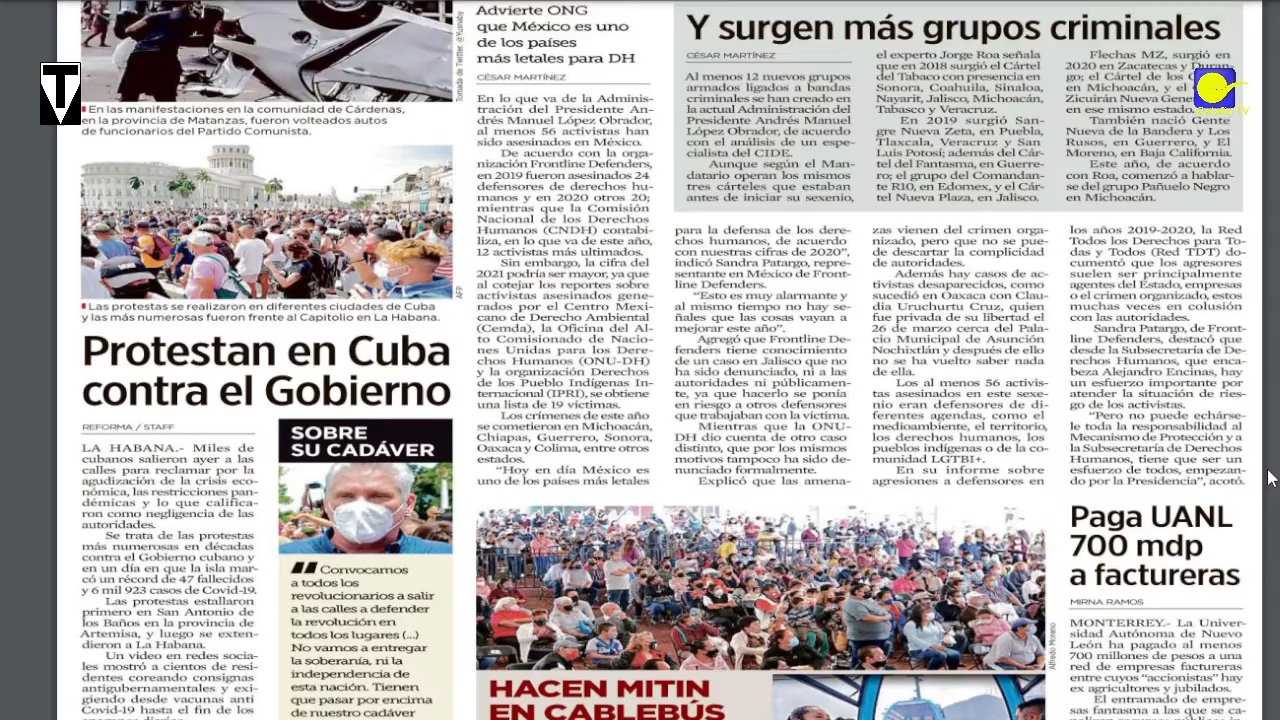 T
Tomada de Twitter. @Yusnaby
En las manifestaciones en la comunidad de Cárdenas,
en la provincia de Matanzas, fueron volteados autos
de funcionarios del Partido Comunista.
AFP
Las protestas se realizaron en diferentes ciudades de Cuba
y las más numerosas fueron frente al Capitolio en La Habana.
Protestan en Cuba
contra el Gobierno
REFORMA / STAFF
LA HABANA.- Miles de
cubanos salieron ayer a las
calles para reclamar por la
agudización de la crisis eco-
nómica, las restricciones pan-
démicas y lo que califica-
ron como negligencia de las
autoridades.
Se trata de las protestas
más numerosas en décadas
contra el Gobierno cubano y
en un día en que la isla mar-
có un récord de 47 fallecidos
y 6 mil 923 casos de Covid-19.
Las protestas estallaron
primero en San Antonio de
los Baños en la provincia de
Artemisa, y luego se exten-
dieron a La Habana.
Un video en redes socia-
les mostró a cientos de resi-
dentes coreando consignas
antigubernamentales y exi-
giendo desde vacunas anti
Covid-19 hasta el fin de los
SOBRE
SU CADÁVER
Convocamos
a todos los
revolucionarios a salir
a las calles a defender
la revolución en
todos los lugares (...)
No vamos a entregar
la soberanía, ni la
independencia de
esta nación. Tienen
que pasar por encima
de nuestro cadáver
Advierte ONG
que México es uno
de los países
más letales para DH
CÉSAR MARTÍNEZ
En lo que va de la Adminis-
tración del Presidente An-
drés Manuel López Obrador,
al menos 56 activistas han
sido asesinados en México.
De acuerdo con la orga-
nización Frontline Defenders,
en 2019 fueron asesinados 24
defensores de derechos hu-
manos y en 2020 otros 20;
mientras que la Comisión
Nacional de los Derechos
Humanos (CNDH) contabi-
liza, en lo que va de este año,
12 activistas más ultimados.
Sin embargo, la cifra del
2021 podría ser mayor, ya que
al cotejar los reportes sobre
activistas asesinados gene-
rados por el Centro Mexi-
cano de Derecho Ambiental
(Cemda), la Oficina del Al-
to Comisionado de Nacio-
nes Unidas para los Dere-
chos Humanos (ONU-DH)
y la organización Derechos
de los Pueblo Indígenas In-
ternacional (IPRI), se obtiene
una lista de 19 víctimas.
Los crímenes de este año
se cometieron en Michoacán,
Chiapas, Guerrero, Sonora,
Oaxaca y Colima, entre otros
estados.
“Hoy en día México es
uno de los países más letales
para la defensa de los dere-
chos humanos, de acuerdo
con nuestras cifras de 2020”,
indicó Sandra Patargo, repre-
sentante en México de Front-
line Defenders.
“Esto es muy alarmante y
al mismo tiempo no hay se-
ñales que las cosas vayan a
mejorar este año”.
Agregó que Frontline De-
fenders tiene conocimiento
de un caso en Jalisco que no
ha sido denunciado, ni a las
autoridades ni públicamen-
te, ya que hacerlo se ponía
en riesgo a otros defensores
que trabajaban con la víctima.
Mientras que la ONU-
DH dio cuenta de otro caso
distinto, que por los mismos
motivos tampoco ha sido de-
nunciado formalmente.
Explicó que las amena-
zas vienen del crimen orga-
nizado, pero que no se pue-
de descartar la complicidad
de autoridades.
Además hay casos de ac-
tivistas desaparecidos, como
sucedió en Oaxaca con Clau-
dia Uruchurtu Cruz, quien
fue privada de su libertad el
26 de marzo cerca del Pala-
cio Municipal de Asunción
Nochixtlán y después de ello
no se ha vuelto saber nada
de ella.
Los al menos 56 activis-
tas asesinados en este sexe-
nio eran defensores de di-
ferentes agendas, como el
medioambiente, el territorio,
los derechos humanos, los
pueblos indígenas o de la co-
munidad LGTBI+.
En su informe sobre
agresiones a defensores en
los años 2019-2020, la Red
Todos los Derechos para To-
das y Todos (Red TDT) do-
cumentó que los agresores
suelen ser principalmente
agentes del Estado, empresas
o el crimen organizado, estos
muchas veces en colusión
con las autoridades.
Sandra Patargo, de Front-
line Defenders, destacó que
desde la Subsecretaría de De-
rechos Humanos, que enca-
beza Alejandro Encinas, hay
un esfuerzo importante por
atender la situación de ries-
go de los activistas.
“Pero no puede echárse-
le toda la responsabilidad al
Mecanismo de Protección y a
la Subsecretaría de Derechos
Humanos, tiene que ser un
esfuerzo de todos, empezan-
do por la Presidencia”, acotó.
Y surgen más grupos criminales
CÉSAR MARTÍNEZ
Al menos 12 nuevos grupos
armados ligados a bandas
criminales se han creado en
la actual Administración del
Presidente Andrés Manuel
López Obrador, de acuerdo
con el análisis de un espe-
cialista del CIDE.
Aunque según el Man-
datario operan los mismos
tres cárteles que estaban
antes de iniciar su sexenio,
el experto Jorge Roa señala
que en 2018 surgió el Cártel
del Tabaco con presencia en
Sonora, Coahuila, Sinaloa,
Nayarit, Jalisco, Michoacán,
Tabasco y Veracruz.
En 2019 surgió San-
gre Nueva Zeta, en Puebla,
Tlaxcala, Veracruz y San
Luis Potosí; además del Cár-
tel del Fantasma, en Guerre-
ro; el grupo del Comandan-
te R10, en Edomex, y el Cár-
tel Nueva Plaza, en Jalisco.
Flechas MZ, surgió en
2020 en Zacatecas y Duran-
go; el Cártel de los
en Michoacán, y el
Zicuirán Nueva Gene
en ese mismo estado.
También nació Gente
Nueva de la Bandera y Los
Rusos, en Guerrero, y El
Moreno, en Baja California.
Este año, de acuerdo
con Roa, comenzó a hablar-
se del grupo Pañuelo Negro
en Michoacán.
Alfredo Moreno
HACEN MITIN
EN CABLEBÚS
Paga UANL
700 mdp
a factureras
MIRNA RAMOS
MONTERREY.- La Univer-
sidad Autónoma de Nuevo
León ha pagado al menos
700 millones de pesos a una
red de empresas factureras
entre cuyos “accionistas” hay
ex agricultores y jubilados.
El entramado de empre-
sas fantasma a las que se ca-